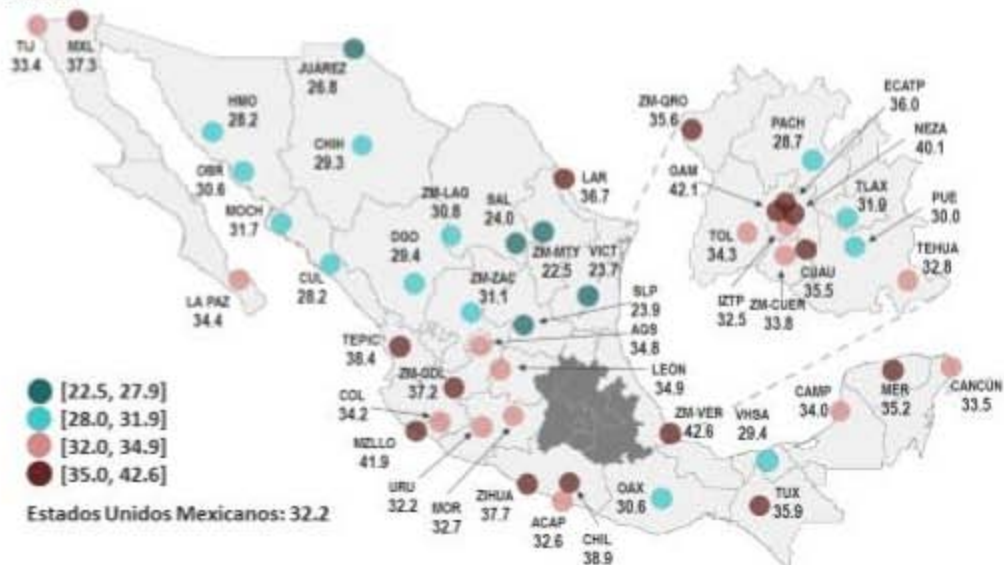 TIJ
33.4
MXL
37.3
JUÁREZ
26.8
HMO
28.2
CHIH
29.3
OBR
30.6
MOCH
31.7
CUL
28.2
LA PAZ
34.4
DGO
29.4
ZM-LAG
30.8
SAL
24.0
LAR
36.7
ZM-MTY
22.5
VICT
23.7
ZM-ZAC
31.1
SLP
23.9
AGS
34.8
TEPIC
38.4
ZM-GDL
37.2
LEÓN
34.9
COL
34.2
MZLLO
41.9
URU
32.2
MOR
32.7
ZIHUA
37.7
ACAP
32.6
CHIL
38.9
OAX
30.6
ZM-VER
42.6
VHSA
29.4
TUX
35.9
CAMP
34.0
MER
35.2
CANCÚN
33.5
ZM-QRO
35.6
PACH
28.7
ECATP
36.0
NEZA
40.1
GAM
42.1
TLAX
31.9
PUE
30.0
TOL
34.3
TEHUA
32.8
CUAU
35.5
IZTP
32.5
ZM-CUER
33.8
[22.5, 27.9]
[28.0, 31.9]
[32.0, 34.9]
[35.0, 42.6]
Estados Unidos Mexicanos: 32.2